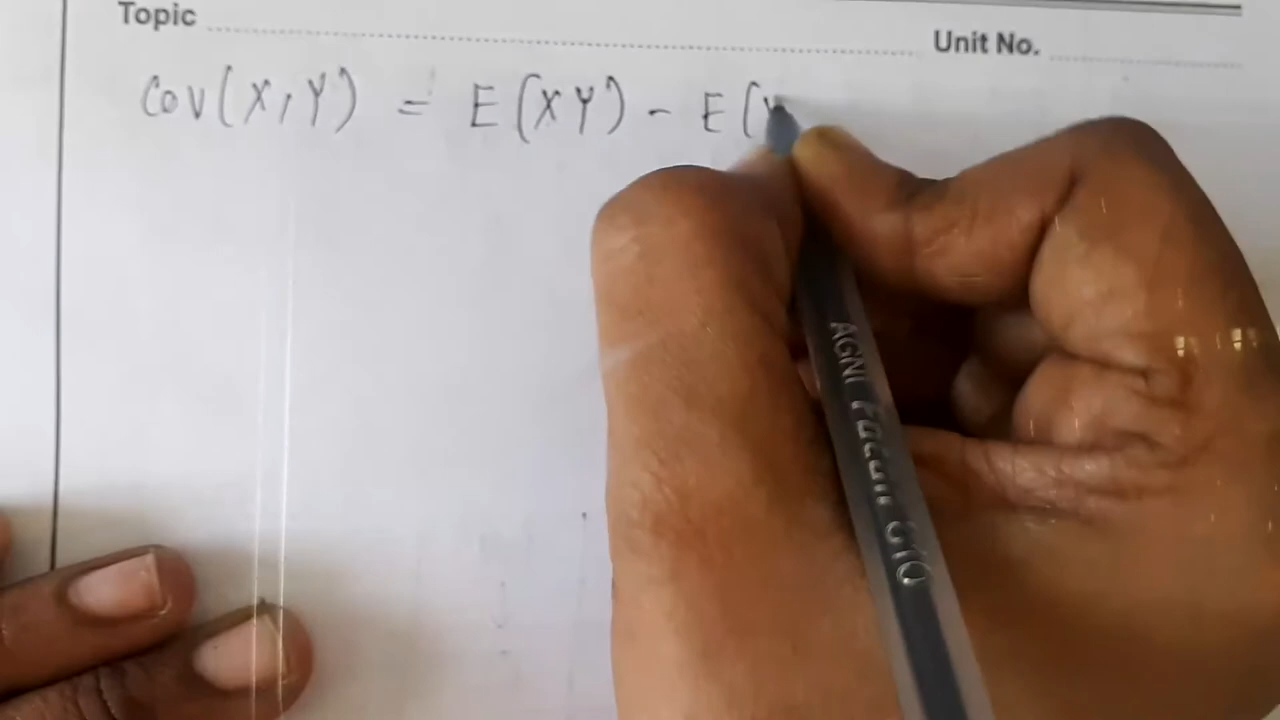 Topic
Unit No.
Cov(X,Y) = E(XY) - E(
AGNI